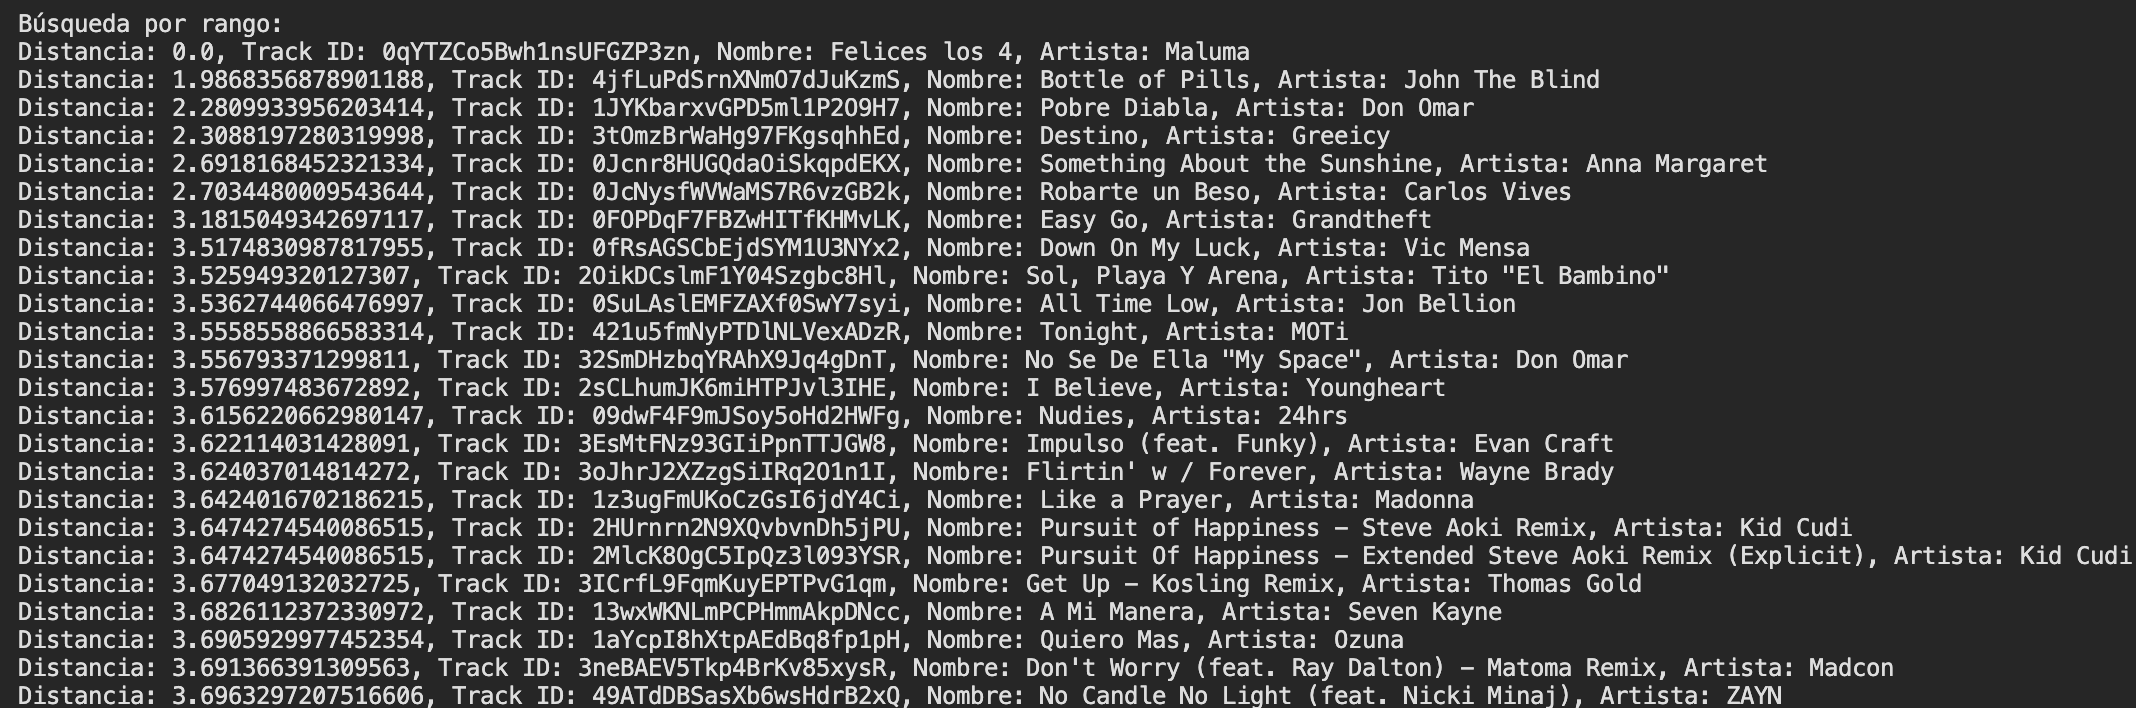 Búsqueda por rango:
Distancia: 0.0, Track ID: 0qYTZCo5Bwh1nsUFGZP3zn, Nombre: Felices los 4, Artista: Maluma
Distancia: 1.9868356878901188, Track ID: 4jfLuPdSrnXNmO7dJuKzmS, Nombre: Bottle of Pills, Artista: John The Blind
Distancia: 2.2809933956203414, Track ID: 1JYKbarxvGPD5ml1P2O9H7, Nombre: Pobre Diabla, Artista: Don Omar
Distancia: 2.3088197280319998, Track ID: 3tOmzBrWaHg97FKgsqhhEd, Nombre: Destino, Artista: Greeicy
Distancia: 2.6918168452321334, Track ID: 0Jcnr8HUGQdaOiSkqpdEKX, Nombre: Something About the Sunshine, Artista: Anna Margaret
Distancia: 2.7034480009543644, Track ID: 0JcNysfWVWaMS7R6vzGB2k, Nombre: Robarte un Beso, Artista: Carlos Vives
Distancia: 3.1815049342697117, Track ID: 0FOPDqF7FBZwHITfKHMvLK, Nombre: Easy Go, Artista: Grandtheft
Distancia: 3.5174830987817955, Track ID: 0fRsAGSCbEjdSYM1U3NYx2, Nombre: Down On My Luck, Artista: Vic Mensa
Distancia: 3.525949320127307, Track ID: 2OikDCslmF1Y04Szgbc8Hl, Nombre: Sol, Playa Y Arena, Artista: Tito "El Bambino"
Distancia: 3.5362744066476997, Track ID: 0SuLAslEMFZAXf0SwY7syi, Nombre: All Time Low, Artista: Jon Bellion
Distancia: 3.5558558866583314, Track ID: 421u5fmNyPTDlNLVexADzR, Nombre: Tonight, Artista: MOTi
Distancia: 3.556793371299811, Track ID: 32SmDHzbqYRAhX9Jq4gDnT, Nombre: No Se De Ella "My Space", Artista: Don Omar
Distancia: 3.576997483672892, Track ID: 2sCLhumJK6miHTPJvl3IHE, Nombre: I Believe, Artista: Youngheart
Distancia: 3.6156220662980147, Track ID: 09dwF4F9mJSoy5oHd2HWFg, Nombre: Nudies, Artista: 24hrs
Distancia: 3.622114031428091, Track ID: 3EsMtFNz93GIiPpnTTJGW8, Nombre: Impulso (feat. Funky), Artista: Evan Craft
Distancia: 3.624037014814272, Track ID: 3oJhrJ2XZzgSiIRq2O1n1I, Nombre: Flirtin' w / Forever, Artista: Wayne Brady
Distancia: 3.6424016702186215, Track ID: 1z3ugFmUKoCzGsI6jdY4Ci, Nombre: Like a Prayer, Artista: Madonna
Distancia: 3.6474274540086515, Track ID: 2HUrnrn2N9XQvbvnDh5jPU, Nombre: Pursuit of Happiness – Steve Aoki Remix, Artista: Kid Cudi
Distancia: 3.6474274540086515, Track ID: 2MlcK8OgC5IpQz3l093YSR, Nombre: Pursuit Of Happiness – Extended Steve Aoki Remix (Explicit), Artista: Kid Cudi
Distancia: 3.677049132032725, Track ID: 3ICrfL9FqmKuyEPTPvG1qm, Nombre: Get Up – Kosling Remix, Artista: Thomas Gold
Distancia: 3.6826112372330972, Track ID: 13wxWKNLmPCPHmmAkpDNcc, Nombre: A Mi Manera, Artista: Seven Kayne
Distancia: 3.6905929977452354, Track ID: 1aYcpI8hXtpAEdBq8fp1pH, Nombre: Quiero Mas, Artista: Ozuna
Distancia: 3.691366391309563, Track ID: 3neBAEV5Tkp4BrKv85xysR, Nombre: Don't Worry (feat. Ray Dalton) – Matoma Remix, Artista: Madcon
Distancia: 3.6963297207516606, Track ID: 49ATdDBSasXb6wsHdrB2xQ, Nombre: No Candle No Light (feat. Nicki Minaj), Artista: ZAYN